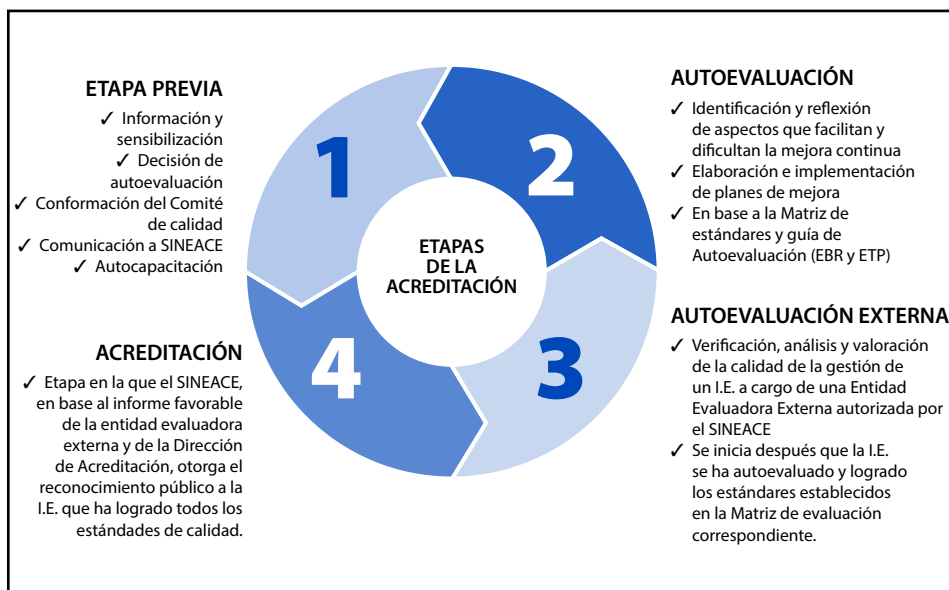 ETAPA PREVIA
✓ Información y
sensibilización
✓ Decisión de
autoevaluación
✓ Conformación del Comité
de calidad
✓ Comunicación a SINEACE
✓ Autocapacitación
1
2
AUTOEVALUACIÓN
✓ Identificación y reflexión
de aspectos que facilitan y
dificultan la mejora continua
✓ Elaboración e implementación
de planes de mejora
✓ En base a la Matriz de
estándares y guía de
Autoevaluación (EBR y ETP)
ETAPAS
DE LA
ACREDITACIÓN
3
AUTOEVALUACIÓN EXTERNA
✓ Verificación, análisis y valoración
de la calidad de la gestión de
un I.E. a cargo de una Entidad
Evaluadora Externa autorizada por
el SINEACE
✓ Se inicia después que la I.E.
se ha autoevaluado y logrado
los estándares establecidos
en la Matriz de evaluación
correspondiente.
4
ACREDITACIÓN
✓ Etapa en la que el SINEACE,
en base al informe favorable
de la entidad evaluadora
externa y de la Dirección
de Acreditación, otorga el
reconocimiento público a la
I.E. que ha logrado todos los
estándades de calidad.